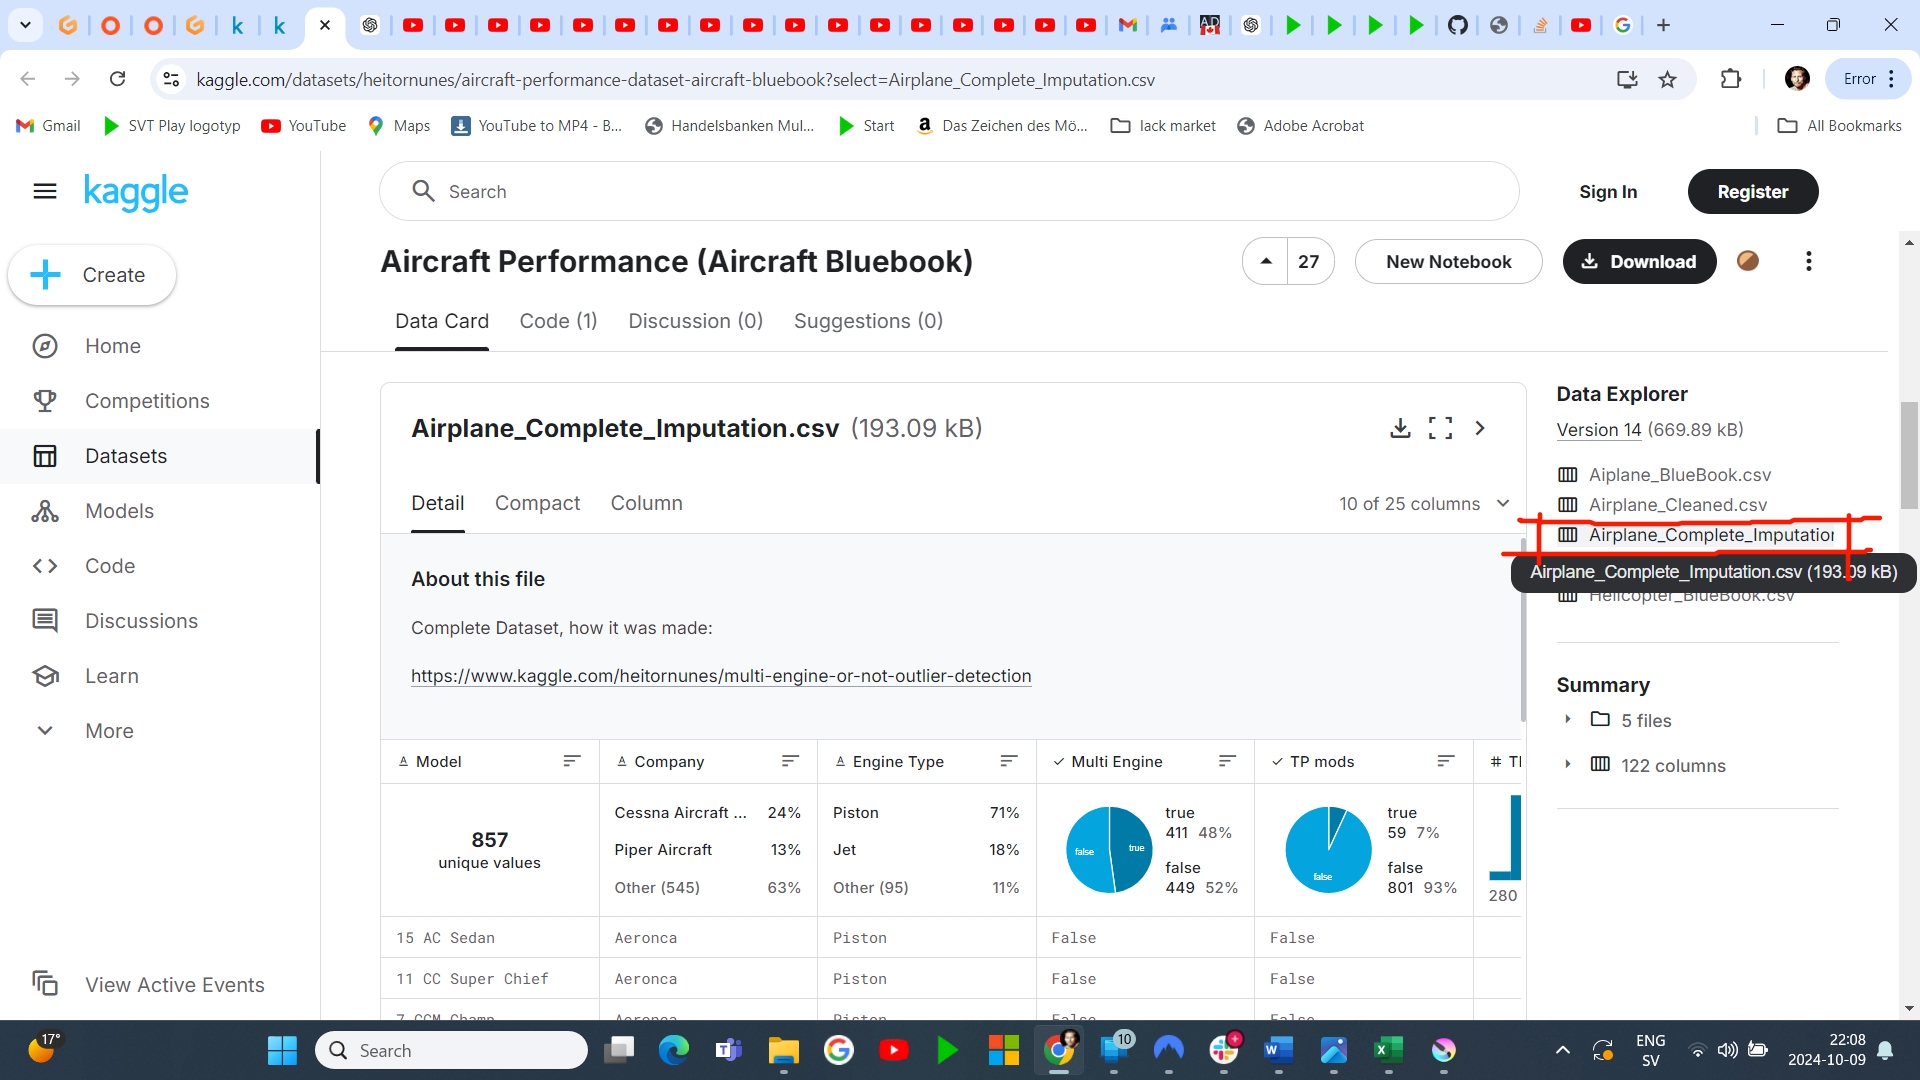 kaggle.com/datasets/heitornunes/aircraft-performance-dataset-aircraft-bluebook?select=Airplane_Complete_Imputation.csv
Error
Gmail
SVT Play logotyp
YouTube
Maps
YouTube to MP4 - B...
Handelsbanken Mul...
Start
Das Zeichen des Mö...
lack market
Adobe Acrobat
All Bookmarks
kaggle
Search
Sign In
Register
Create
Home
Competitions
Datasets
Models
Code
Discussions
Learn
More
View Active Events
Aircraft Performance (Aircraft Bluebook)
27
New Notebook
Download
Data Card
Code (1)
Discussion (0)
Suggestions (0)
Airplane_Complete_Imputation.csv (193.09 kB)
Detail
Compact
Column
10 of 25 columns
About this file
Complete Dataset, how it was made:
https://www.kaggle.com/heitornunes/multi-engine-or-not-outlier-detection
Model
Company
Engine Type
Multi Engine
TP mods
# TH
857
unique values
Cessna Aircraft ... 24%
Piper Aircraft 13%
Other (545) 63%
Piston 71%
Jet 18%
Other (95) 11%
false
true
true
411 48%
false
449 52%
false
true
59 7%
false
801 93%
280
15 AC Sedan Aeronca Piston False False
11 CC Super Chief Aeronca Piston False False
7 CCM Champ Aeronca Piston False False
Data Explorer
Version 14 (669.89 kB)
Aiplane_BlueBook.csv
Airplane_Cleaned.csv
Airplane_Complete_Imputation
Airplane_Complete_Imputation.csv (193.09 kB)
Helicopter_BlueBook.csv
Summary
5 files
122 columns
17°
Search
10
ENG
SV
22:08
2024-10-09